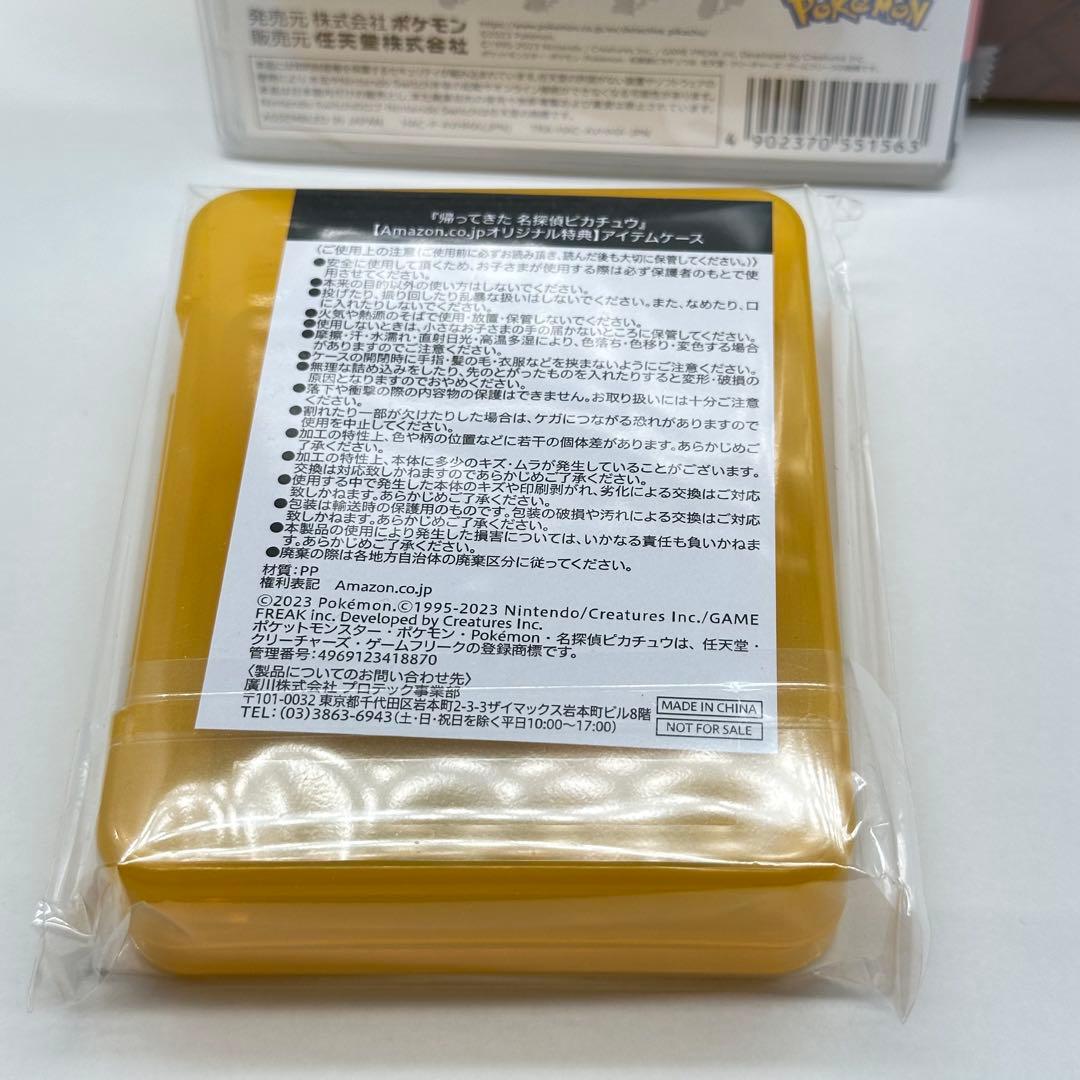 発売元 株式会社ポケモン
販売元 任天堂株式会社
POKéMON
ASSEMBLED IN JAPAN
4 902370 551563
『帰ってきた 名探偵ピカチュウ』
【Amazon.co.jpオリジナル特典】アイテムケース
〈ご使用上の注意(ご使用前に必ずお読み頂き、読んだ後も大切に保管してください。)〉
●安全に使用して頂くため、お子さまが使用する際は必ず保護者のもとで使
用させてください。
●本来の目的以外の使い方はしないでください。
●投げたり、振り回したり乱暴な扱いはしないでください。また、なめたり、口
に入れたりしないでください。
●火気や熱源のそばで使用・放置・保管しないでください。
●使用しないときは、小さなお子さまの手の届かないところに保管してください。
●摩擦・汗・水濡れ・直射日光・高温多湿により、色落ち・色移り・変色する場合
がありますのでご注意ください。
●ケースの開閉時に手指・髪の毛・衣服などを挟まないようにご注意ください。
●無理な詰め込みをしたり、先のとがったものを入れたりすると変形・破損の
原因となりますのでおやめください。
●落下や衝撃の際の内容物の保護はできません。お取り扱いには十分ご注意
ください。
●割れたり一部が欠けたりした場合は、ケガにつながる恐れがありますので
使用を中止してください。
●加工の特性上、色や柄の位置などに若干の個体差があります。あらかじめご
了承ください。
●加工の特性上、本体に多少のキズ・ムラが発生していることがございます。
交換は対応致しかねますのであらかじめご了承ください。
●使用する中で発生した本体のキズや印刷剥がれ、劣化による交換はご対応
致しかねます。あらかじめご了承ください。
●包装は輸送時の保護用のものです。包装の破損や汚れによる交換はご対応
致しかねます。あらかじめご了承ください。
●本製品の使用により発生した損害については、いかなる責任も負いかねま
す。あらかじめご了承ください。
●廃棄の際は各地方自治体の廃棄区分に従ってください。
材質:PP
権利表記 Amazon.co.jp
©2023 Pokémon.©1995-2023 Nintendo/Creatures Inc./GAME
FREAK inc. Developed by Creatures Inc.
ポケットモンスター・ポケモン・Pokémon・名探偵ピカチュウは、任天堂・
クリーチャーズ・ゲームフリークの登録商標です。
管理番号:4969123418870
〈製品についてのお問い合わせ先〉
廣川株式会社 プロテック事業部
〒101-0032 東京都千代田区岩本町2-3-3ザイマックス岩本町ビル8階
TEL:(03)3863-6943(土・日・祝日を除く平日10:00〜17:00)
MADE IN CHINA
NOT FOR SALE